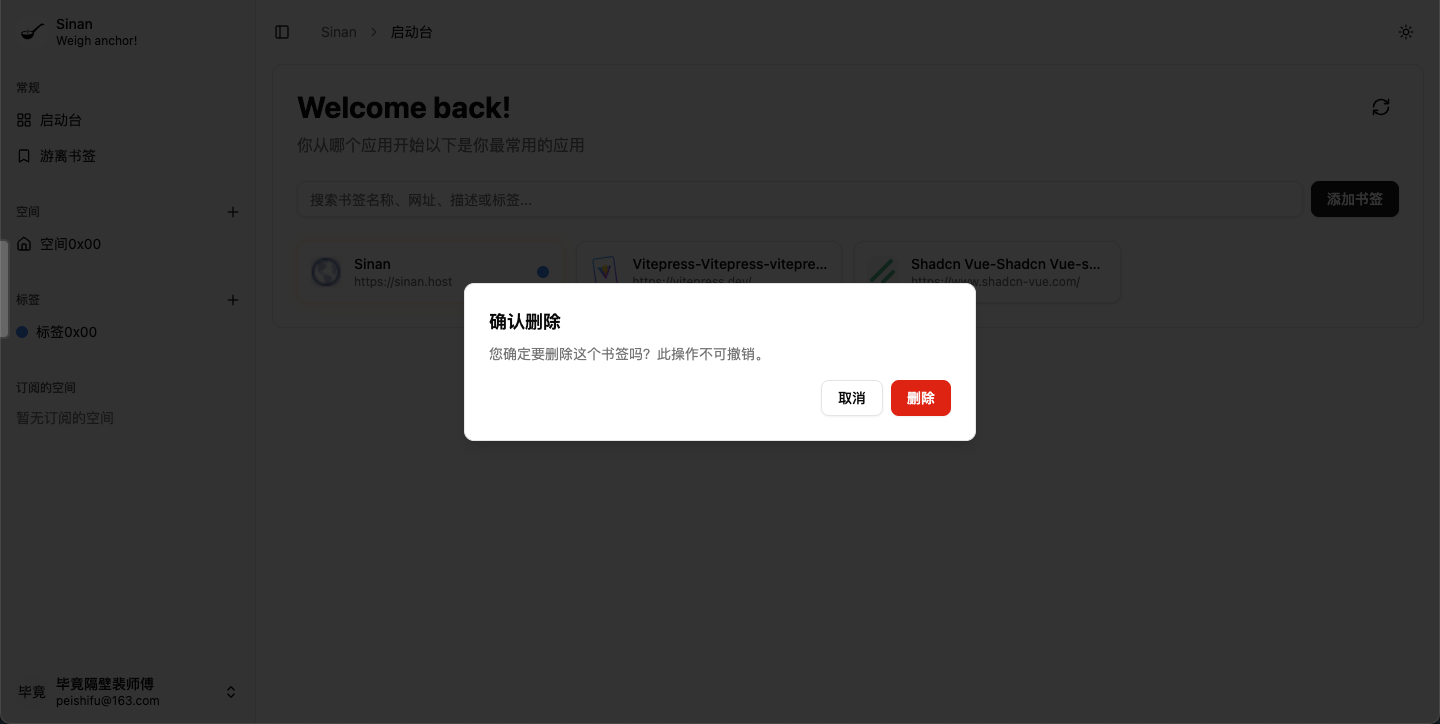 Sinan
Weigh anchor!
常规
启动台
游离书签
空间
空间0x00
标签
标签0x00
订阅的空间
暂无订阅的空间
毕竟
毕竟隔壁裴师傅
peishifu@163.com
Sinan
启动台
Welcome back!
你从哪个应用开始以下是你最常用的应用
搜索书签名称、网址、描述或标签...
添加书签
Sinan
https://sinan.host
Vitepress-Vitepress-vitepre...
https://vitepress.dev/
Shadcn Vue-Shadcn Vue-s...
https://www.shadcn-vue.com/
确认删除
您确定要删除这个书签吗？此操作不可撤销。
取消
删除